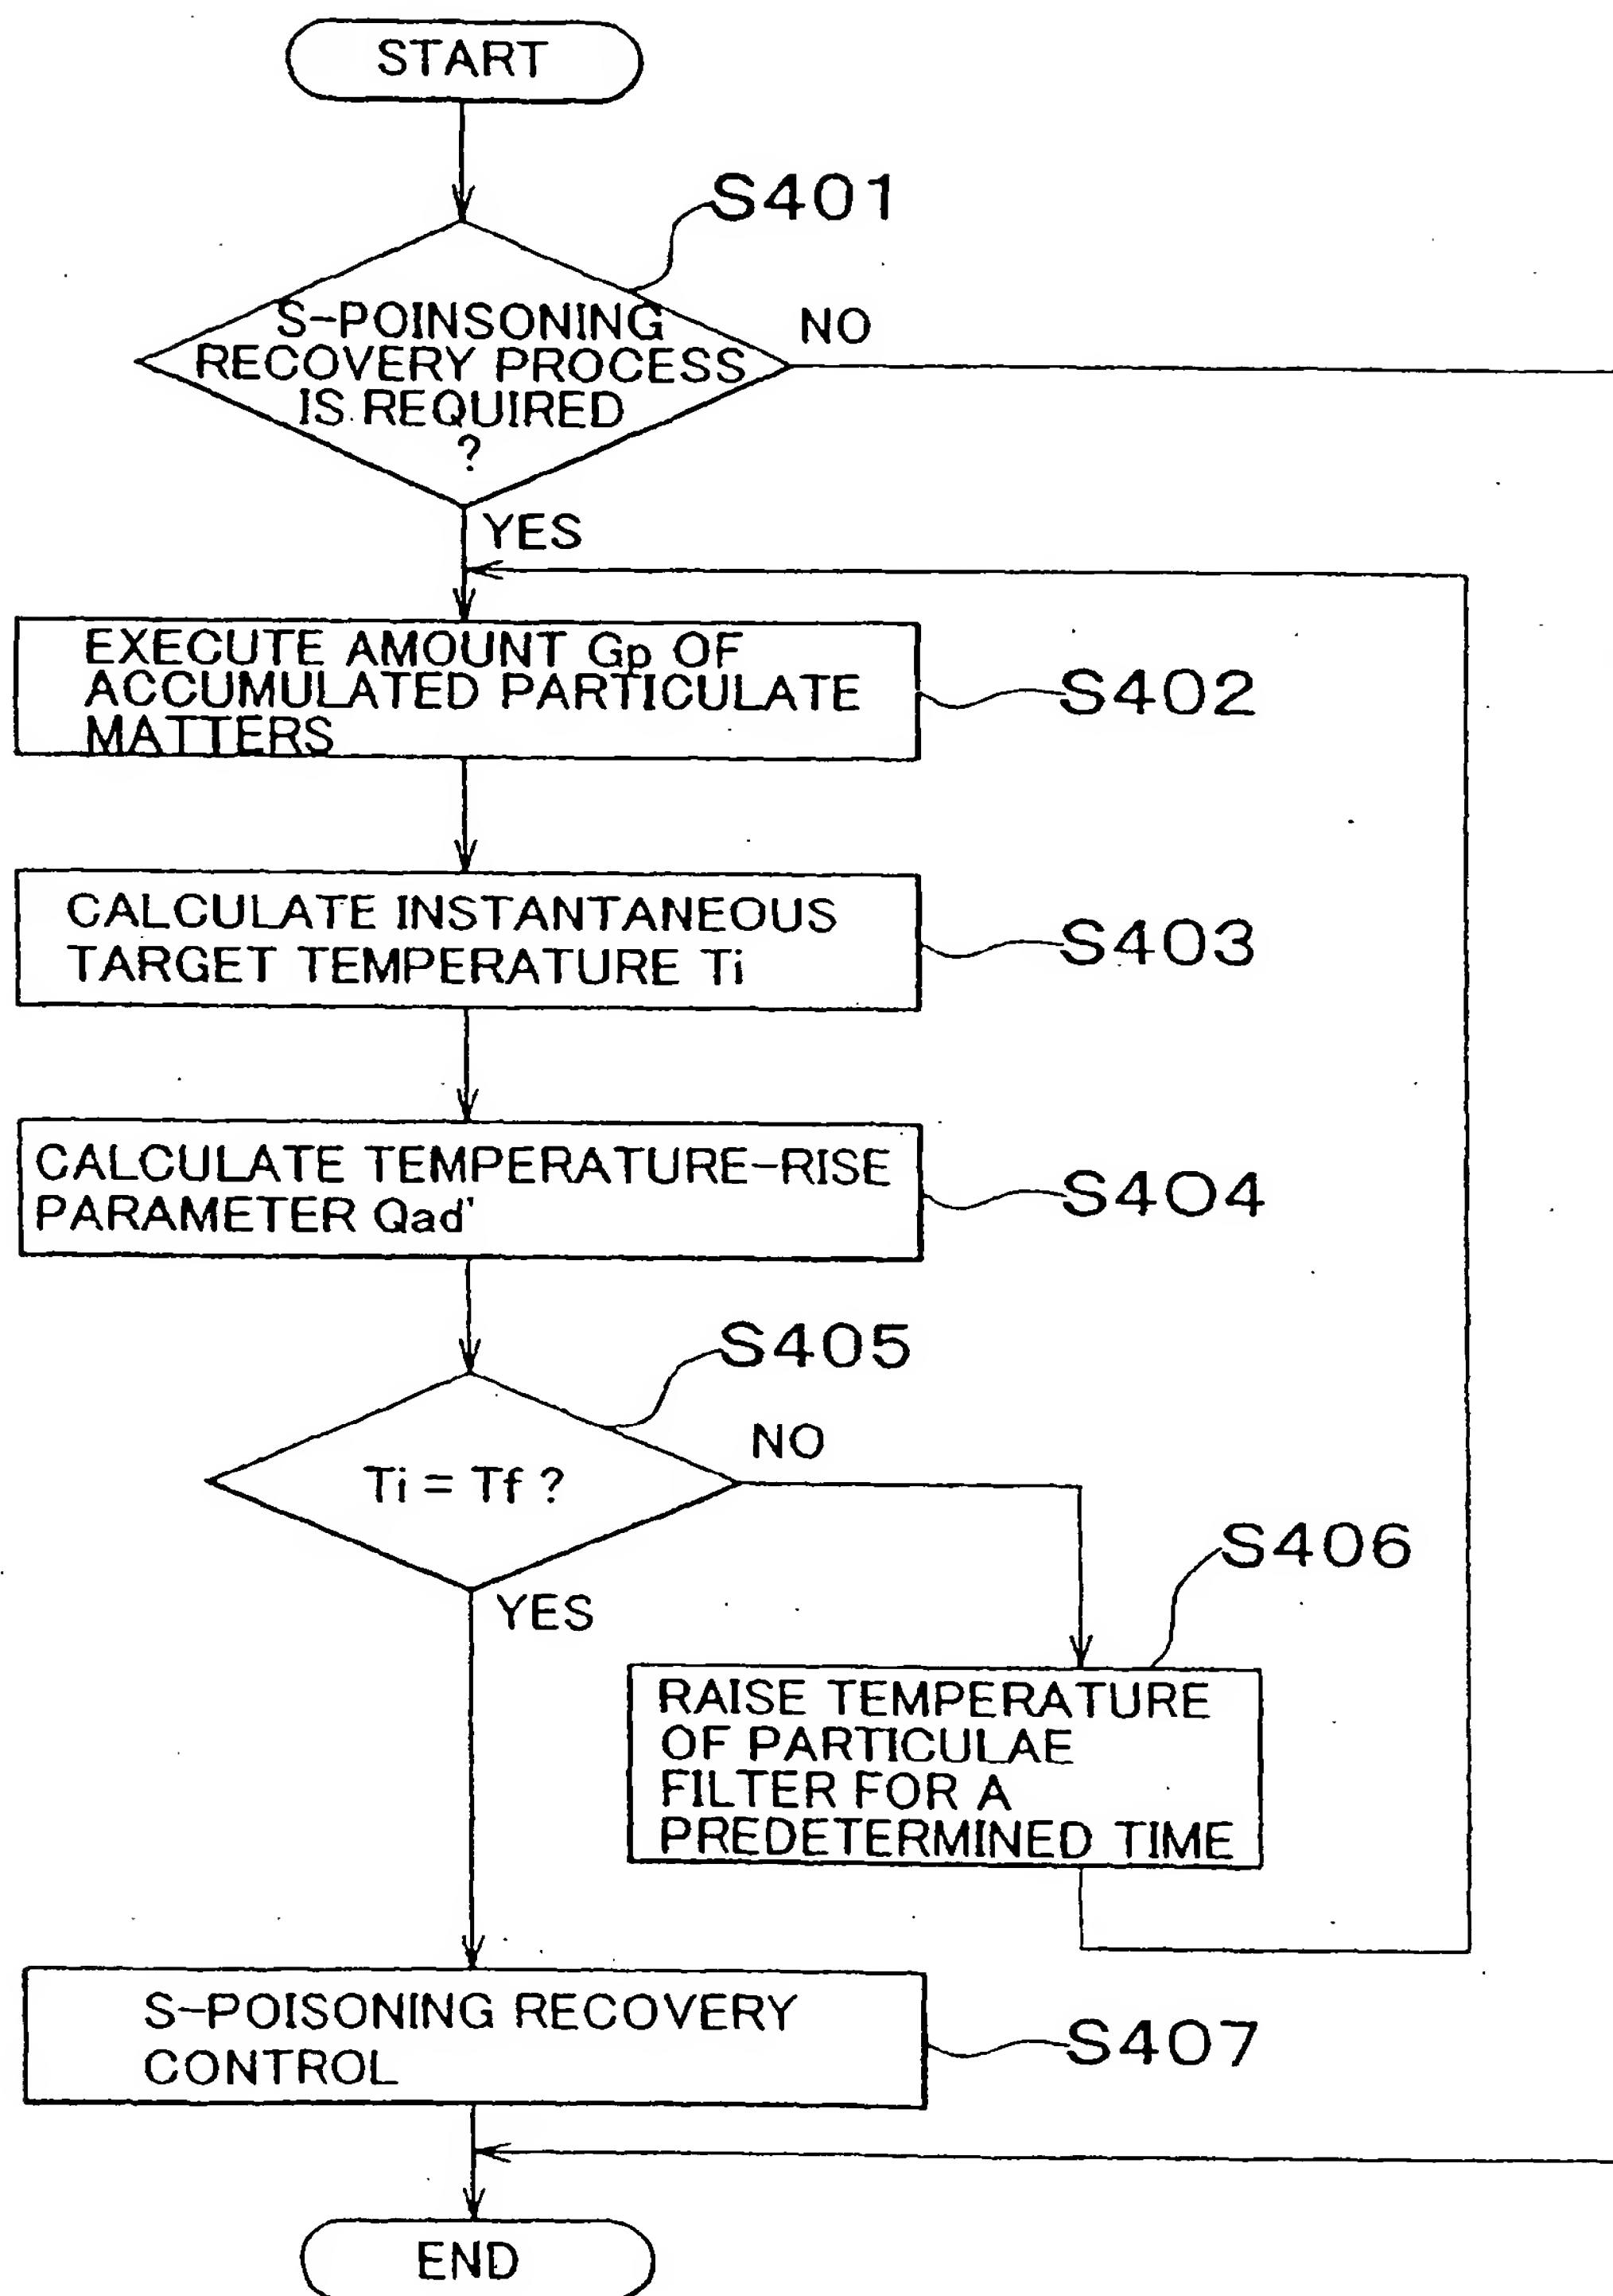 START
S401
S-POINSONING
RECOVERY PROCESS
IS REQUIRED
?
NO
YES
EXECUTE AMOUNT Gp OF
ACCUMULATED PARTICULATE
MATTERS
S402
CALCULATE INSTANTANEOUS
TARGET TEMPERATURE Ti
S403
CALCULATE TEMPERATURE-RISE
PARAMETER Qad'
S404
S405
Ti = Tf ?
NO
YES
S406
RAISE TEMPERATURE
OF PARTICULAE
FILTER FOR A
PREDETERMINED TIME
S-POISONING RECOVERY
CONTROL
S407
END